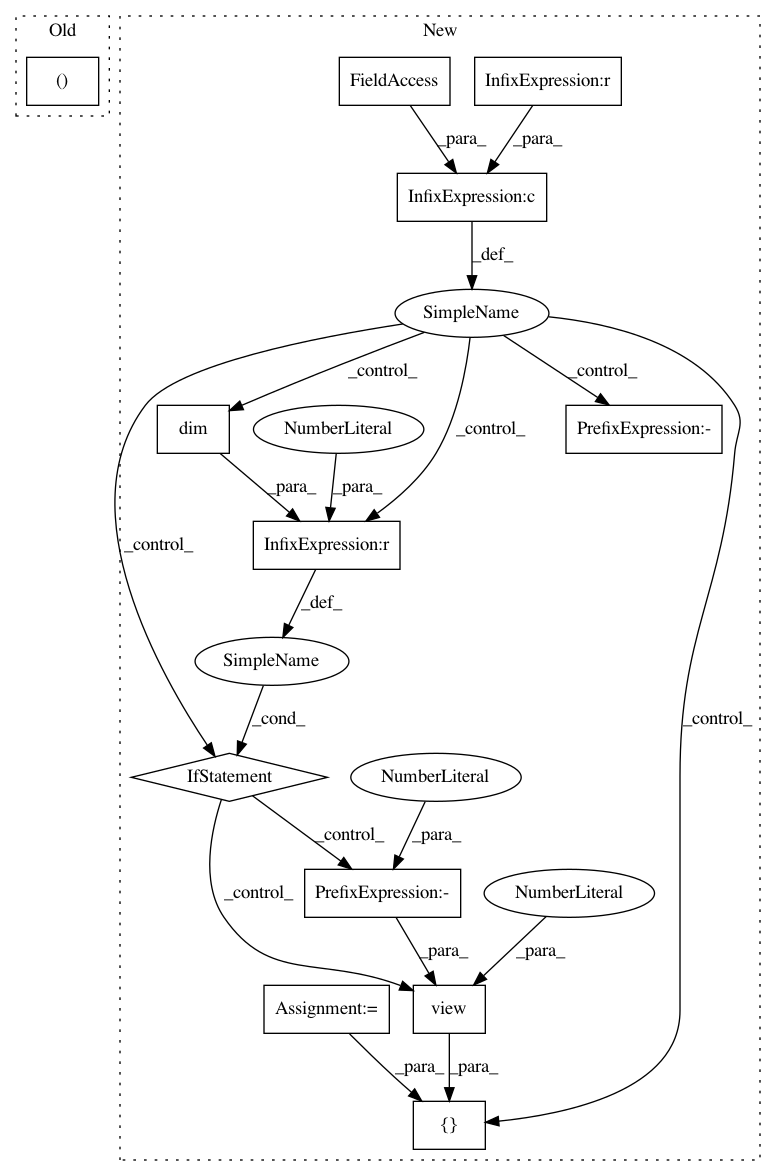 Old
New
()
FieldAccess
InfixExpression:r
_para_
_para_
InfixExpression:c
_def_
SimpleName
_control_
_control_
dim
NumberLiteral
_control_
PrefixExpression:-
_para_
_para_
_control_
InfixExpression:r
_def_
SimpleName
_cond_
_control_
IfStatement
NumberLiteral
_control_
_para_
_control_
PrefixExpression:-
NumberLiteral
_para_
_para_
Assignment:=
view
_para_
_para_
{}